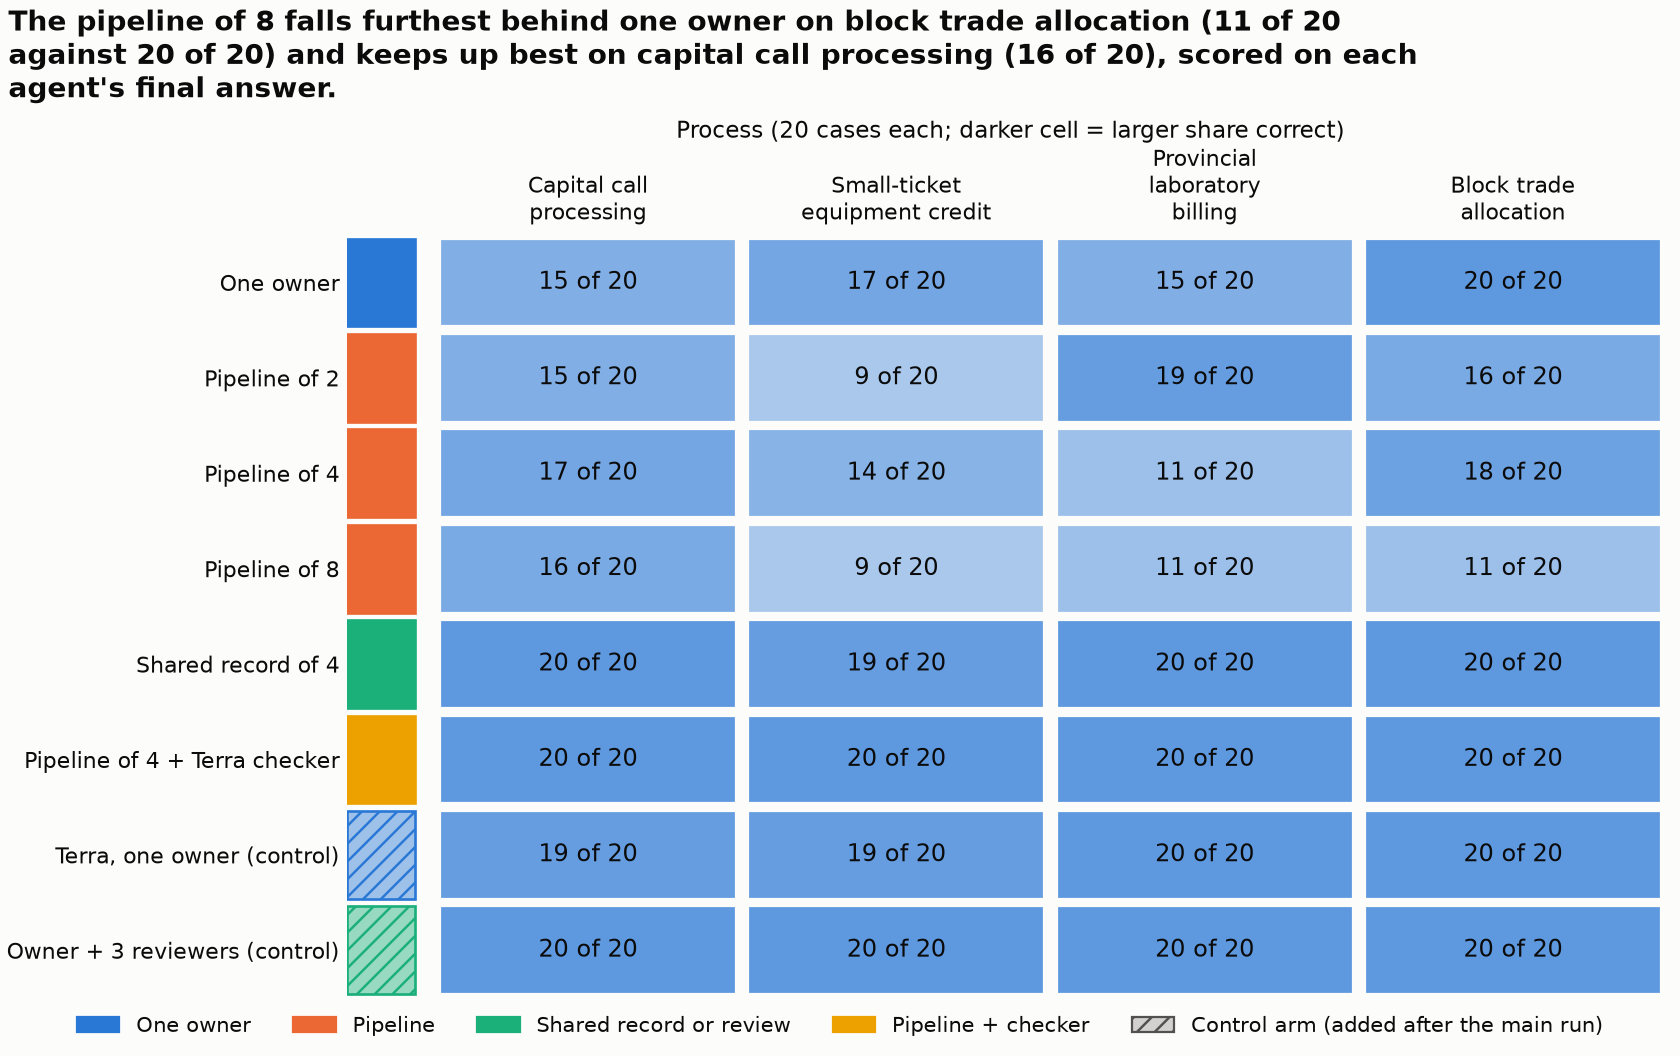 The pipeline of 8 falls furthest behind one owner on block trade allocation (11 of 20
against 20 of 20) and keeps up best on capital call processing (16 of 20), scored on each
agent's final answer.
Process (20 cases each; darker cell = larger share correct)
Capital call
processing
Small-ticket
equipment credit
Provincial
laboratory
billing
Block trade
allocation
One owner 15 of 20 17 of 20 15 of 20 20 of 20
Pipeline of 2 15 of 20 9 of 20 19 of 20 16 of 20
Pipeline of 4 17 of 20 14 of 20 11 of 20 18 of 20
Pipeline of 8 16 of 20 9 of 20 11 of 20 11 of 20
Shared record of 4 20 of 20 19 of 20 20 of 20 20 of 20
Pipeline of 4 + Terra checker 20 of 20 20 of 20 20 of 20 20 of 20
Terra, one owner (control) 19 of 20 19 of 20 20 of 20 20 of 20
Owner + 3 reviewers (control) 20 of 20 20 of 20 20 of 20 20 of 20
One owner Pipeline Shared record or review Pipeline + checker Control arm (added after the main run)